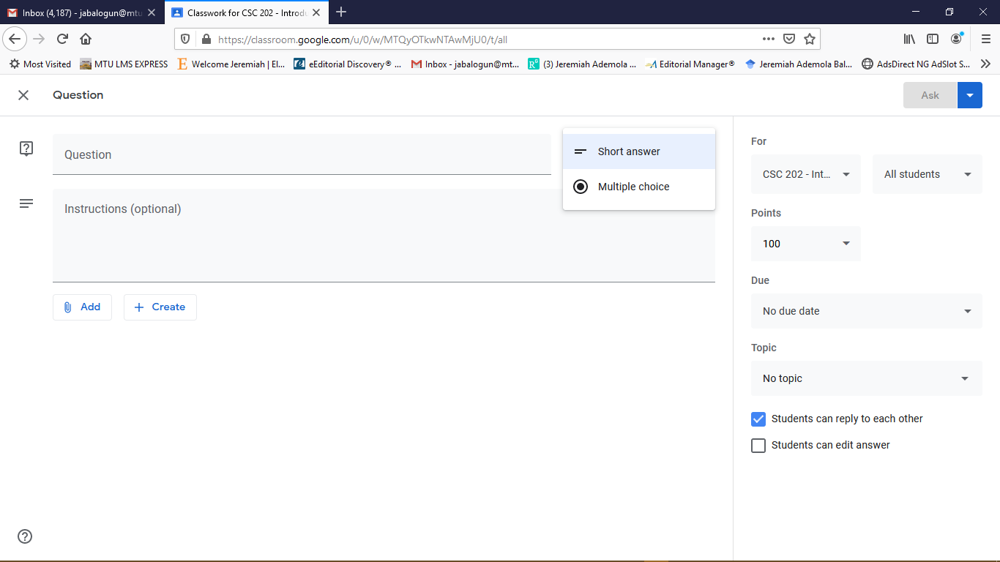 Inbox (4,187) - jabalogun@mtu
Classwork for CSC 202 - Introdu
https://classroom.google.com/u/0/w/MTQyOTkwNTAwMjU0/t/all
Most Visited
MTU LMS EXPRESS
Welcome Jeremiah | El...
eEditorial Discovery® ...
Inbox - jabalogun@mt...
(3) Jeremiah Ademola ...
Editorial Manager®
Jeremiah Ademola Bal...
AdsDirect NG AdSlot S...
Question
Ask
Question
Short answer
Multiple choice
Instructions (optional)
Add
Create
For
CSC 202 - Int...
All students
Points
100
Due
No due date
Topic
No topic
Students can reply to each other
Students can edit answer